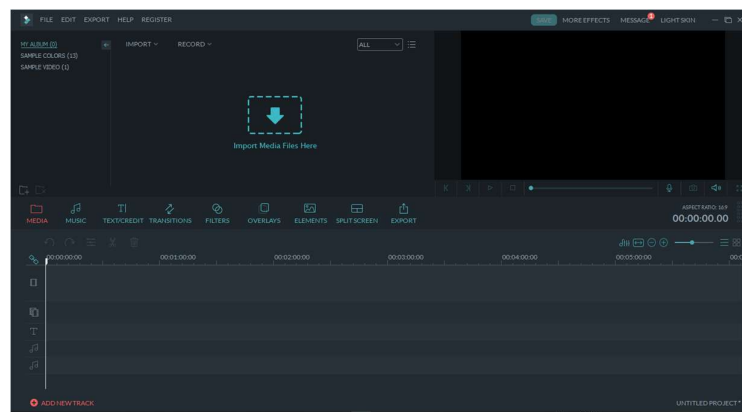 FILE EDIT EXPORT HELP REGISTER SAVE MORE EFFECTS MESSAGE LIGHT SKIN
MY ALBUM (0) IMPORT RECORD ALL
SAMPLE COLORS (13)
SAMPLE VIDEO (1)
Import Media Files Here
MEDIA MUSIC TEXT/CREDIT TRANSITIONS FILTERS OVERLAYS ELEMENTS SPLIT SCREEN EXPORT
ASPECT RATIO: 16:9
00:00:00.00
00:00:00:00 00:01:00:00 00:02:00:00 00:03:00:00 00:04:00:00 00:05:00:00
T
ADD NEW TRACK UNTITLED PROJECT*